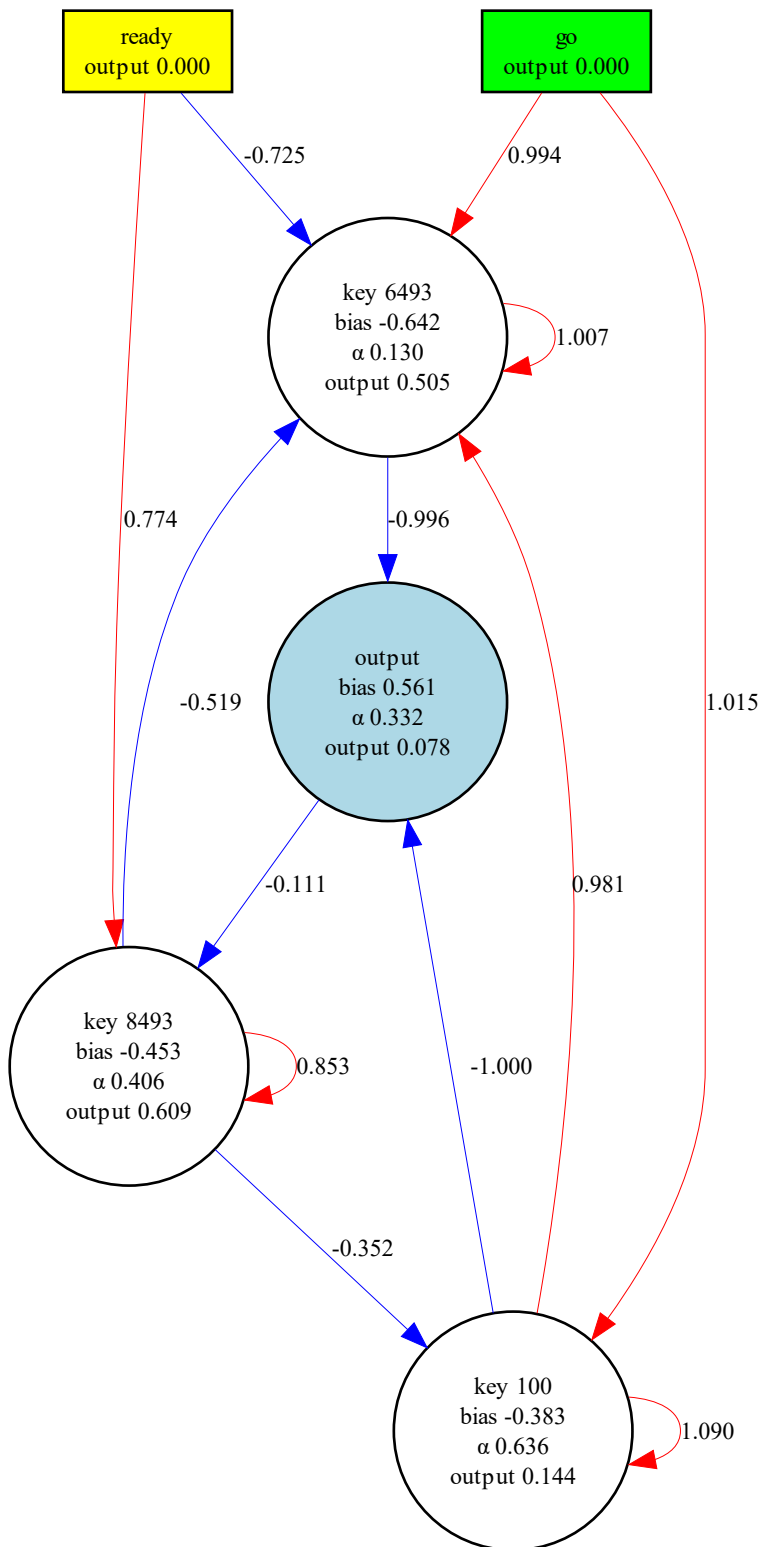 ready
output 0.000
go
output 0.000
-0.725
0.994
key 6493
bias -0.642
α 0.130
output 0.505
1.007
0.774
-0.996
output
bias 0.561
α 0.332
output 0.078
-0.519
1.015
-0.111
0.981
key 8493
bias -0.453
α 0.406
output 0.609
0.853
-1.000
-0.352
key 100
bias -0.383
α 0.636
output 0.144
1.090